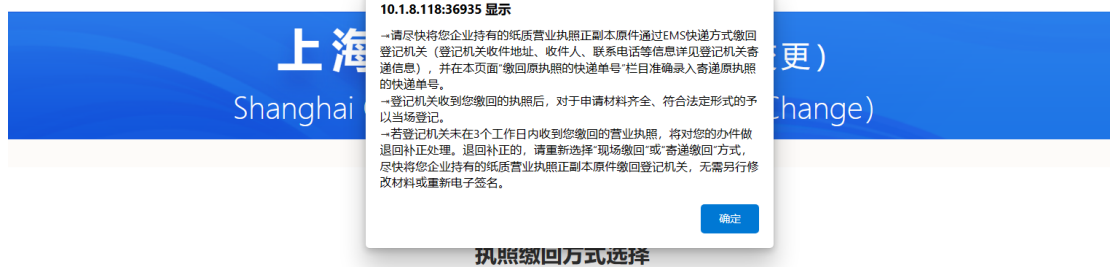 10.1.8.118:36935 显示
→请尽快将您企业持有的纸质营业执照正副本原件通过EMS快递方式缴回
登记机关（登记机关收件地址、收件人、联系电话等信息详见登记机关寄
递信息），并在本页面“缴回原执照的快递单号”栏目准确录入寄递原执照
的快递单号。
→登记机关收到您缴回的执照后，对于申请材料齐全、符合法定形式的予
以当场登记。
→若登记机关未在3个工作日内收到您缴回的营业执照，将对您的办件做
退回补正处理。退回补正的，请重新选择“现场缴回”或“寄递缴回”方式，
尽快将您企业持有的纸质营业执照正副本原件缴回登记机关，无需另行修
改材料或重新电子签名。
确定
上海 更）
Shanghai Change)
执照缴回方式选择